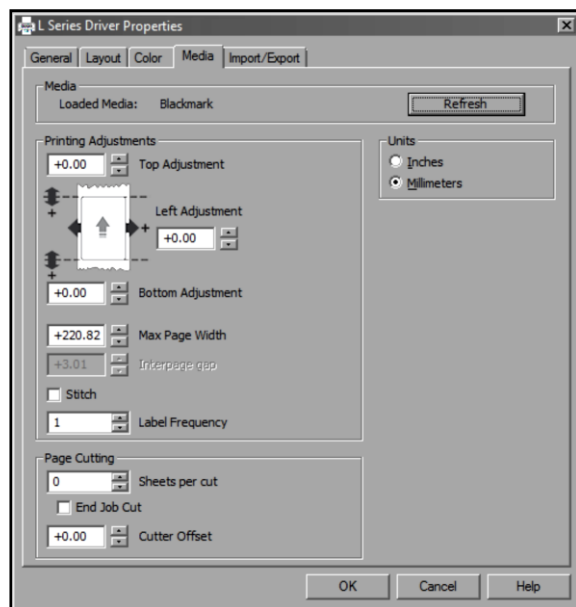 L Series Driver Properties
General Layout Color Media Import/Export
Media
Loaded Media: Blackmark Refresh
Printing Adjustments
+0.00 Top Adjustment
+
Left Adjustment
+ +0.00
+
+0.00 Bottom Adjustment
+220.82 Max Page Width
+3.01 Interpage gap
Stitch
1 Label Frequency
Units
Inches
Millimeters
Page Cutting
0 Sheets per cut
End Job Cut
+0.00 Cutter Offset
OK Cancel Help